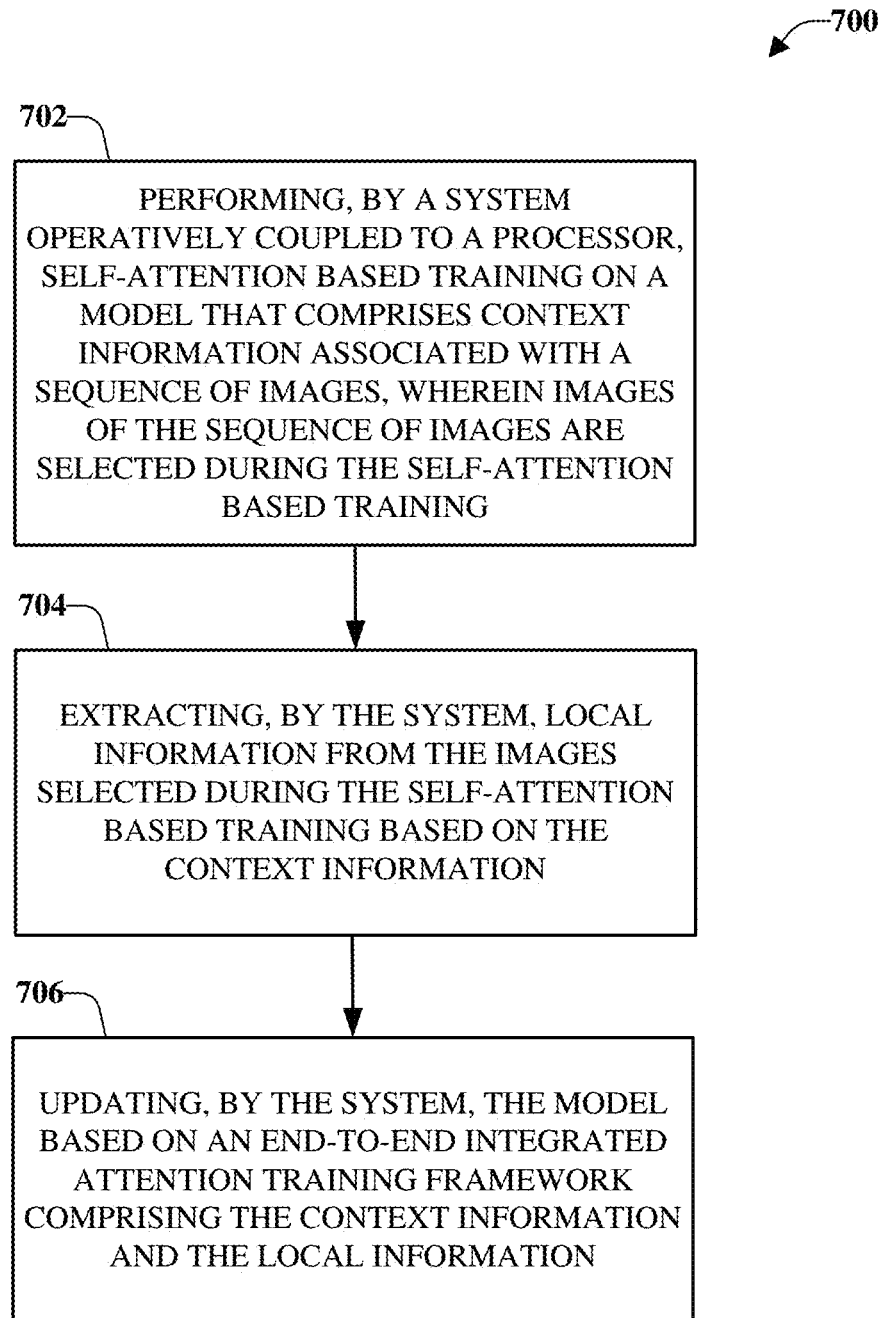 700
702
PERFORMING, BY A SYSTEM
OPERATIVELY COUPLED TO A PROCESSOR,
SELF-ATTENTION BASED TRAINING ON A
MODEL THAT COMPRISES CONTEXT
INFORMATION ASSOCIATED WITH A
SEQUENCE OF IMAGES, WHEREIN IMAGES
OF THE SEQUENCE OF IMAGES ARE
SELECTED DURING THE SELF-ATTENTION
BASED TRAINING
704
EXTRACTING, BY THE SYSTEM, LOCAL
INFORMATION FROM THE IMAGES
SELECTED DURING THE SELF-ATTENTION
BASED TRAINING BASED ON THE
CONTEXT INFORMATION
706
UPDATING, BY THE SYSTEM, THE MODEL
BASED ON AN END-TO-END INTEGRATED
ATTENTION TRAINING FRAMEWORK
COMPRISING THE CONTEXT INFORMATION
AND THE LOCAL INFORMATION